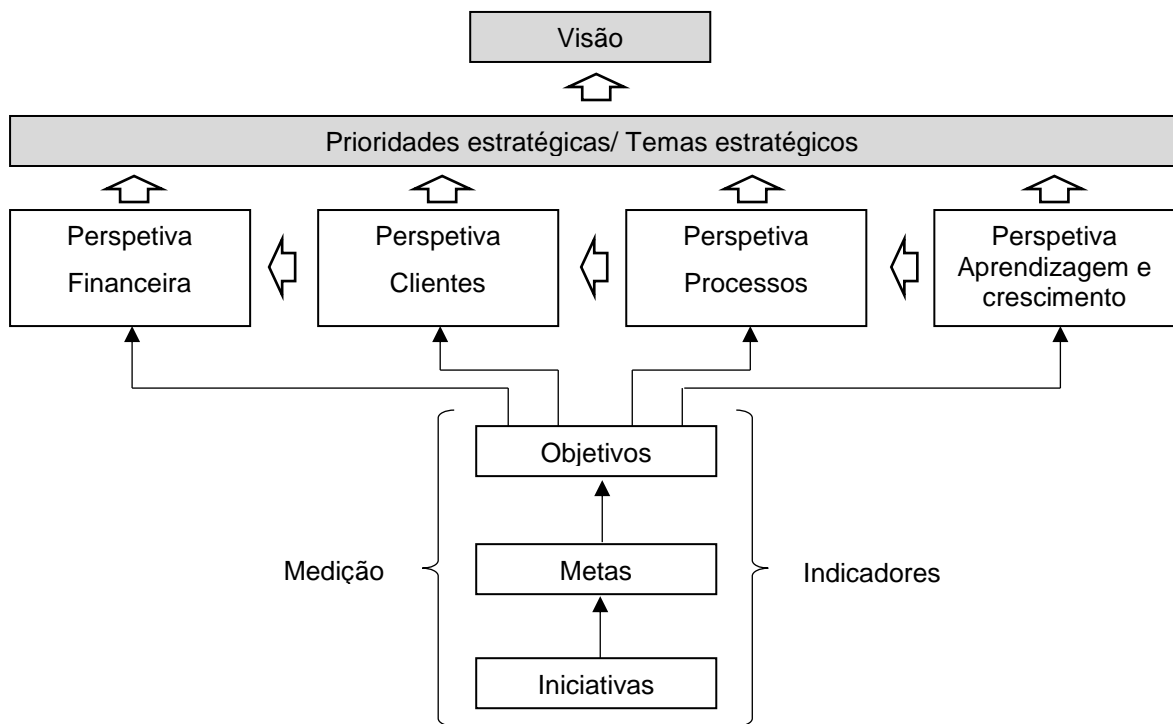 Visão
Prioridades estratégicas/ Temas estratégicos
Perspetiva
Financeira
Perspetiva
Clientes
Perspetiva
Processos
Perspetiva
Aprendizagem e
crescimento
Objetivos
Medição
Metas
Indicadores
Iniciativas